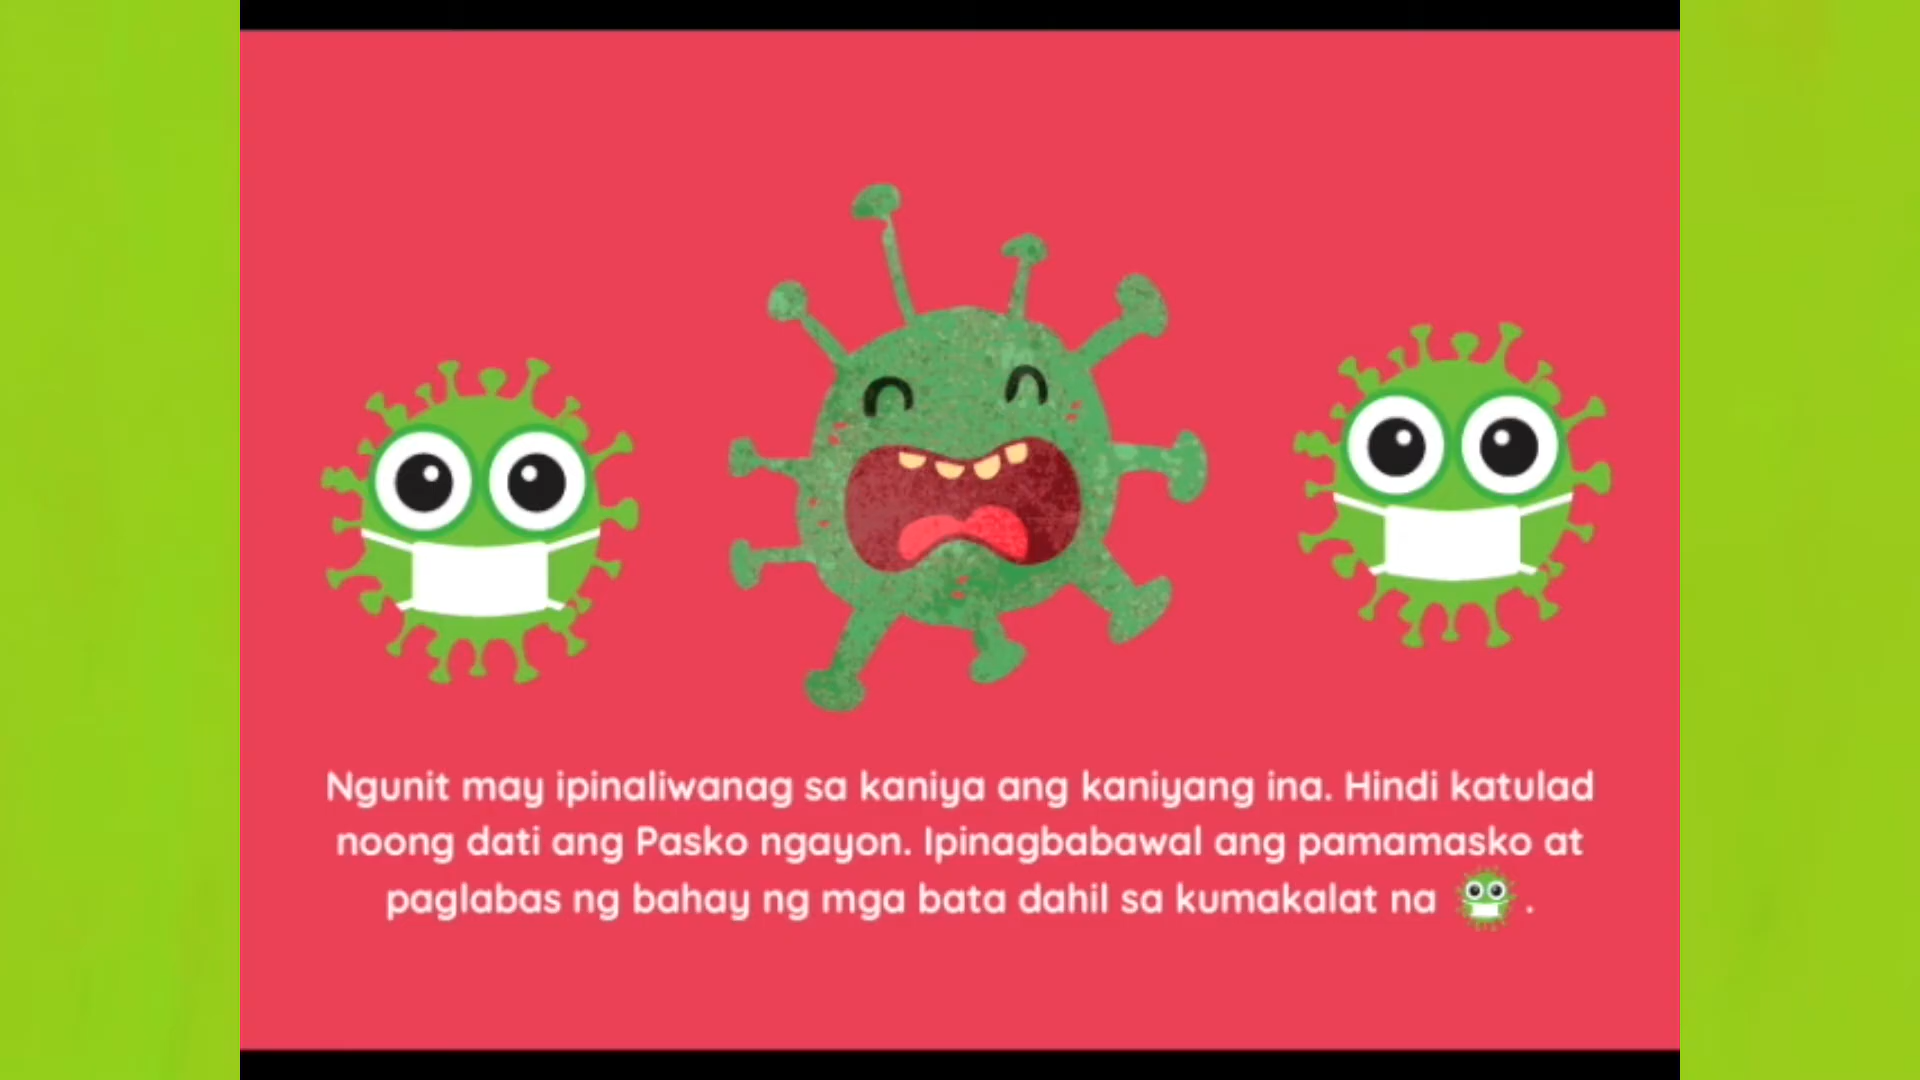 Ngunit may ipinaliwanag sa kaniya ang kaniyang ina. Hindi katulad
noong dati ang Pasko ngayon. Ipinagbabawal ang pamamasko at
paglabas ng bahay ng mga bata dahil sa kumakalat na .